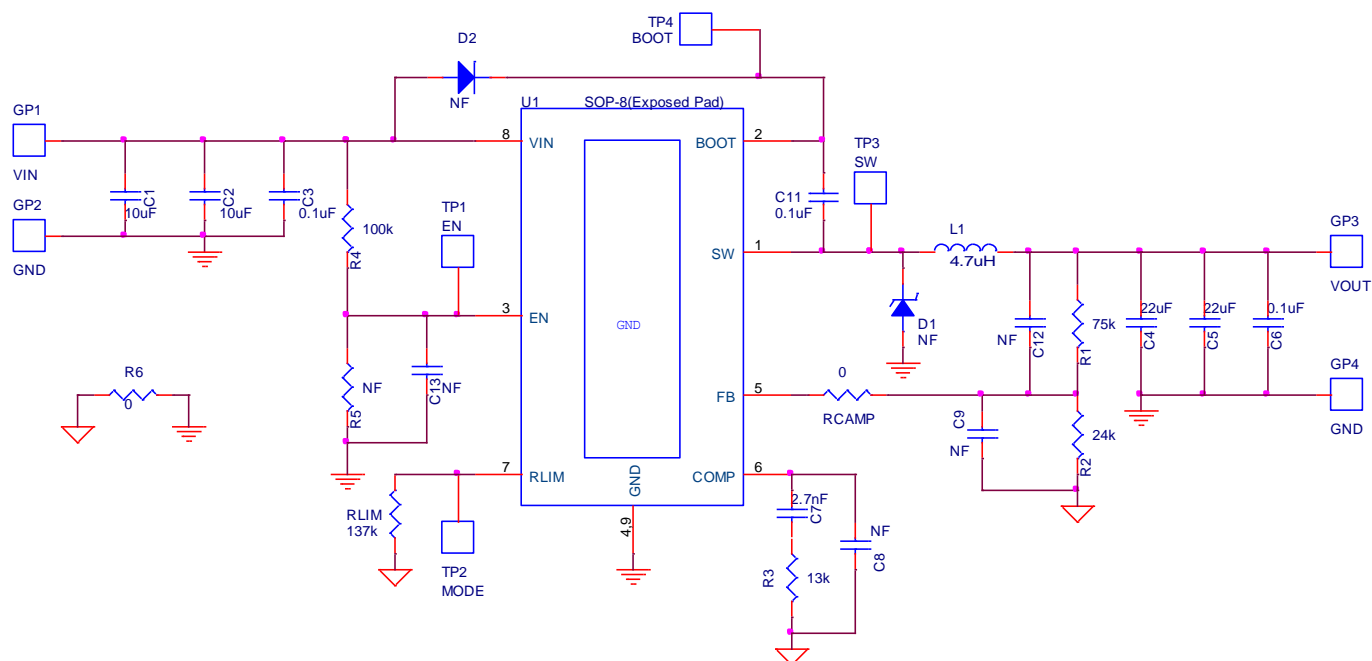 TP4
BOOT
D2
NF
U1
SOP-8(Exposed Pad)
GP1
VIN
GP2
GND
C1
10uF
C2
10uF
C3
0.1uF
100k
R4
TP1
EN
8
VIN
3
EN
7
RLIM
GND
GND
4,9
2
BOOT
1
SW
5
FB
6
COMP
C11
0.1uF
TP3
SW
L1
4.7uH
D1
NF
NF
C12
75k
R1
22uF
C4
22uF
C5
0.1uF
C6
GP3
VOUT
GP4
GND
0
RCAMP
C9
NF
24k
R2
R6
0
NF
R5
NF
C13
RLIM
137k
TP2
MODE
2.7nF
C7
R3
13k
NF
C8